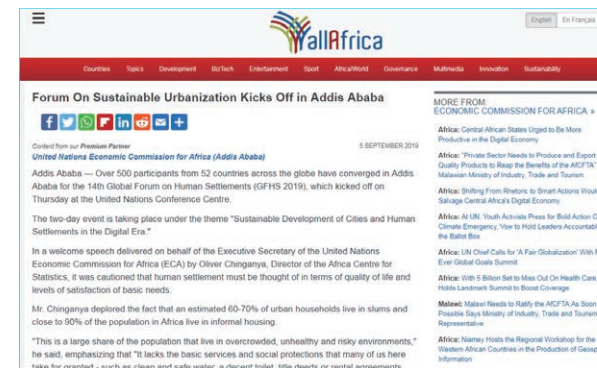 allAfrica
English En Français
Countries Topics Development BizTech Entertainment Sport Africa/World Governance Multimedia Innovation Sustainability
Forum On Sustainable Urbanization Kicks Off in Addis Ababa
Content from our Premium Partner
5 SEPTEMBER 2019
United Nations Economic Commission for Africa (Addis Ababa)
Addis Ababa — Over 500 participants from 52 countries across the globe have converged in Addis
Ababa for the 14th Global Forum on Human Settlements (GFHS 2019), which kicked off on
Thursday at the United Nations Conference Centre.
The two-day event is taking place under the theme "Sustainable Development of Cities and Human
Settlements in the Digital Era."
In a welcome speech delivered on behalf of the Executive Secretary of the United Nations
Economic Commission for Africa (ECA) by Oliver Chinganya, Director of the Africa Centre for
Statistics, it was cautioned that human settlement must be thought of in terms of quality of life and
levels of satisfaction of basic needs.
Mr. Chinganya deplored the fact that an estimated 60-70% of urban households live in slums and
close to 90% of the population in Africa live in informal housing.
"This is a large share of the population that live in overcrowded, unhealthy and risky environments,"
he said, emphasizing that "It lacks the basic services and social protections that many of us here
take for granted - such as clean and safe water, a decent toilet, title deeds or rental agreements
MORE FROM:
ECONOMIC COMMISSION FOR AFRICA »
Africa: Central African States Urged to Be More
Productive in the Digital Economy
Africa: "Private Sector Needs to Produce and Export
Quality Products to Reap the Benefits of the AfCFTA"
Malawian Ministry of Industry, Trade and Tourism
Africa: Shifting From Rhetoric to Smart Actions Would
Salvage Central Africa's Digital Economy
Africa: At UN, Youth Activists Press for Bold Action O
Climate Emergency, Vow to Hold Leaders Accountabl
the Ballot Box
Africa: UN Chief Calls for 'A Fair Globalization' With F
Ever Global Goals Summit
Africa: With 5 Billion Set to Miss Out On Health Care
Holds Landmark Summit to Boost Coverage
Malawi: Malawi Needs to Ratify the AfCFTA As Soon
Possible Says Ministry of Industry, Trade and Tourism
Representative
Africa: Niamey Hosts the Regional Workshop for the
Western African Countries in the Production of Geosp
Information